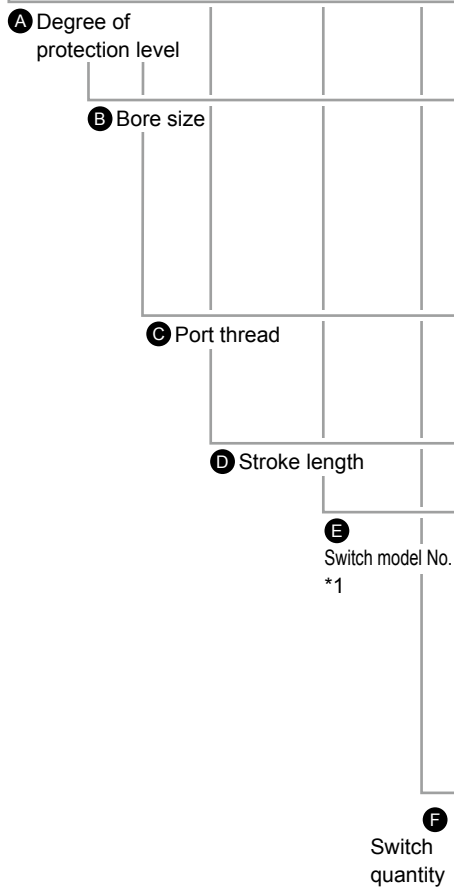 A Degree of
protection level
B Bore size
C Port thread
D Stroke length
E
Switch model No.
*1
F
Switch
quantity